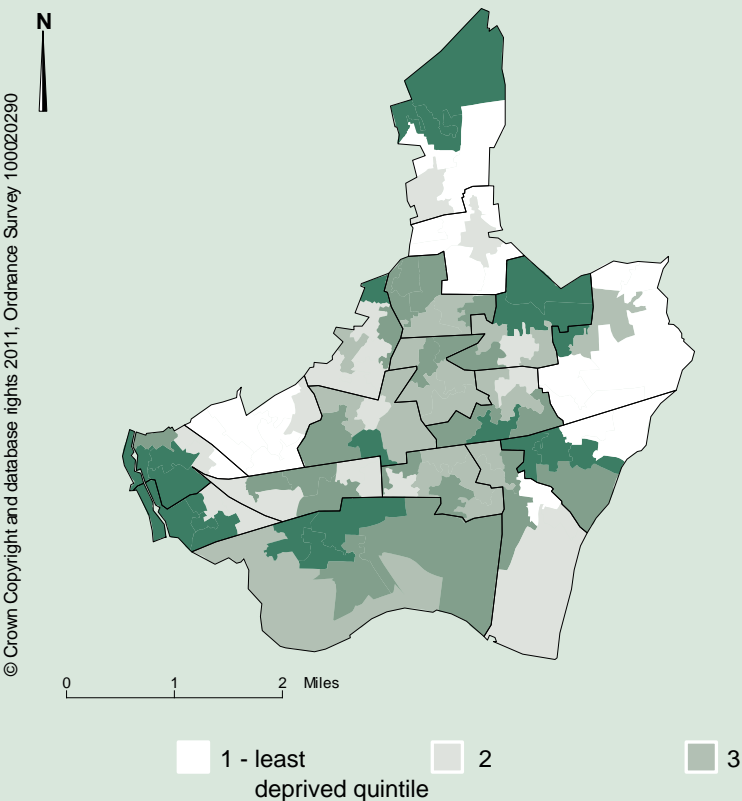 N
© Crown Copyright and database rights 2011, Ordnance Survey 100020290
0 1 2 Miles
1 - least 2 3
deprived quintile